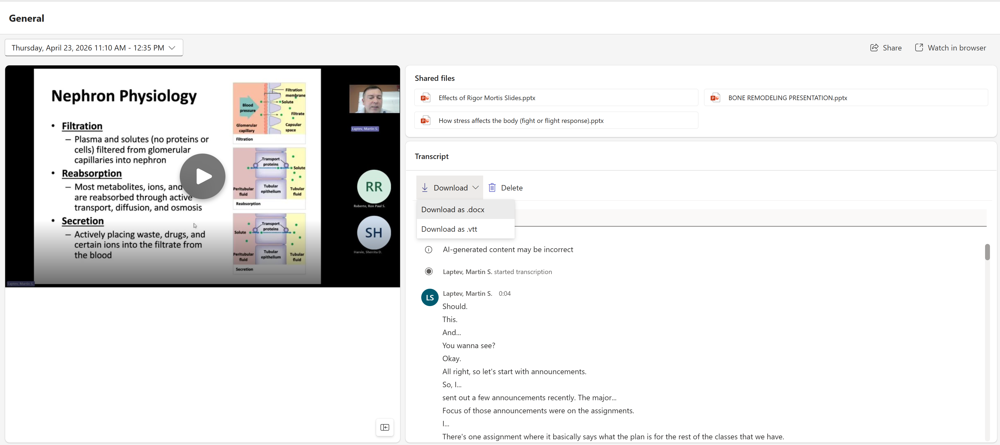 General
Thursday, April 23, 2026 11:10 AM - 12:35 PM
Share
Watch in browser
Nephron Physiology
• Filtration
– Plasma and solutes (no proteins or
cells) filtered from glomerular
capillaries into nephron
• Reabsorption
– Most metabolites, ions, and
are reabsorbed through active
transport, diffusion, and osmosis
• Secretion
– Actively placing waste, drugs, and
certain ions into the filtrate from
the blood
Blood
pressure
Filtration
membrane
Solute
Filtrate
Glomerular
capillary
Capsular
space
Filtration
Transport
proteins
Solute
Peritubular
fluid
Tubular
epithelium
Tubular
fluid
Reabsorption
Transport
proteins
Solute
Peritubular
fluid
Tubular
epithelium
Tubular
fluid
Secretion
Laptev, Martin S.
RR
Roberto, Ron Paul S.
SH
Harvin, Sherrita D.
Laptev, Martin S.
Shared files
Effects of Rigor Mortis Slides.pptx
BONE REMODELING PRESENTATION.pptx
How stress affects the body (fight or flight response).pptx
Transcript
Download
Delete
Download as .docx
Download as .vtt
AI-generated content may be incorrect
Laptev, Martin S. started transcription
LS
Laptev, Martin S. 0:04
Should.
This.
And...
You wanna see?
Okay.
All right, so let's start with announcements.
So, I...
sent out a few announcements recently. The major...
Focus of those announcements were on the assignments.
I...
There's one assignment where it basically says what the plan is for the rest of the classes that we have.